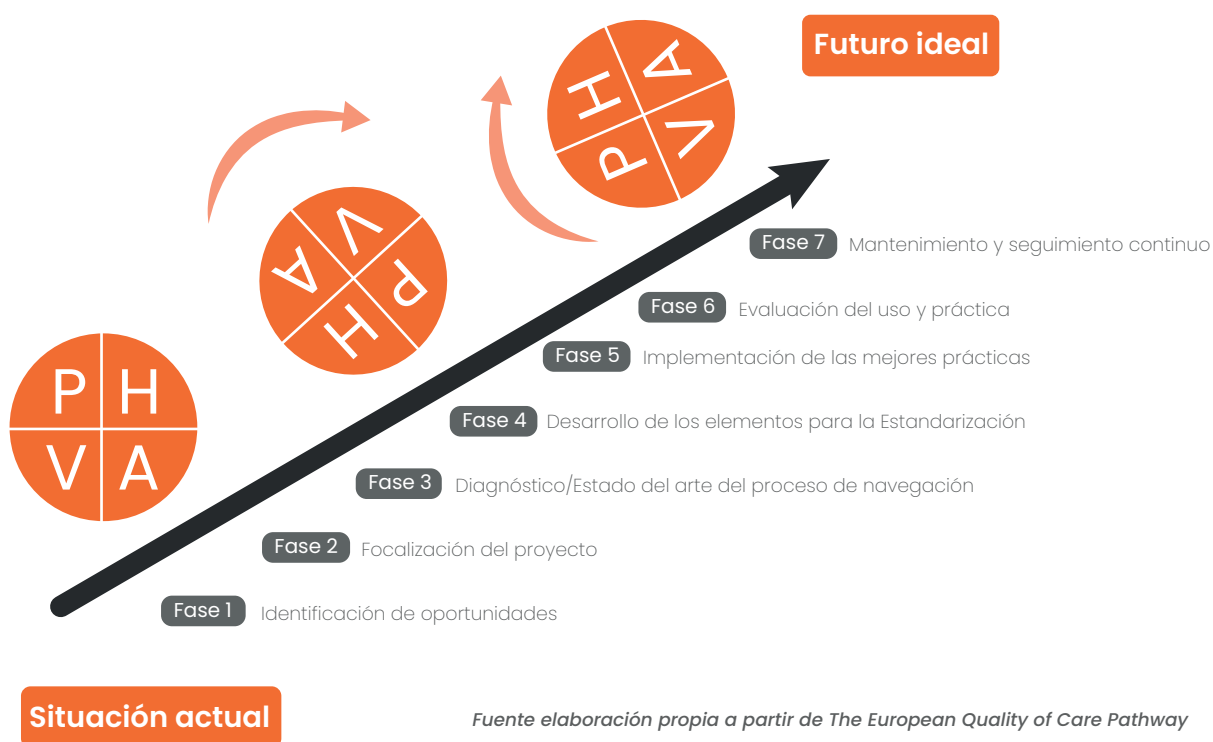 Futuro ideal
P H
V A
P H
V A
P H
V A
Fase 7 Mantenimiento y seguimiento continuo
Fase 6 Evaluación del uso y práctica
Fase 5 Implementación de las mejores prácticas
Fase 4 Desarrollo de los elementos para la Estandarización
Fase 3 Diagnóstico/Estado del arte del proceso de navegación
Fase 2 Focalización del proyecto
Fase 1 Identificación de oportunidades
Situación actual
Fuente elaboración propia a partir de The European Quality of Care Pathway